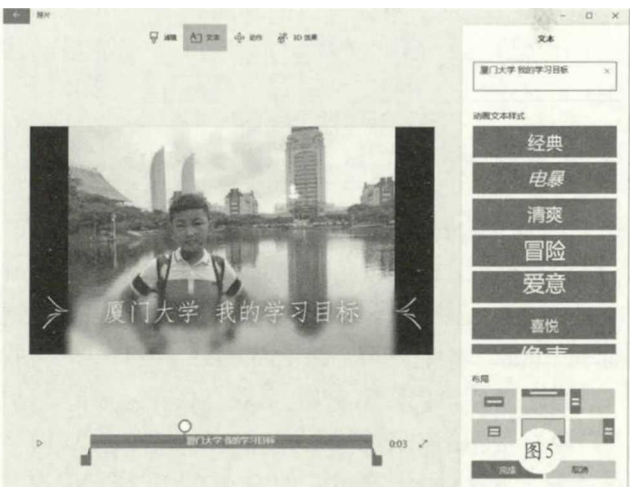 照片
滤镜 文本 动作 3D 效果
文本
厦门大学 我的学习目标
动画文本样式
经典
电暴
清爽
冒险
爱意
喜悦
厦门大学 我的学习目标
布局
厦门大学 我的学习目标
0:03
图5
完成 取消